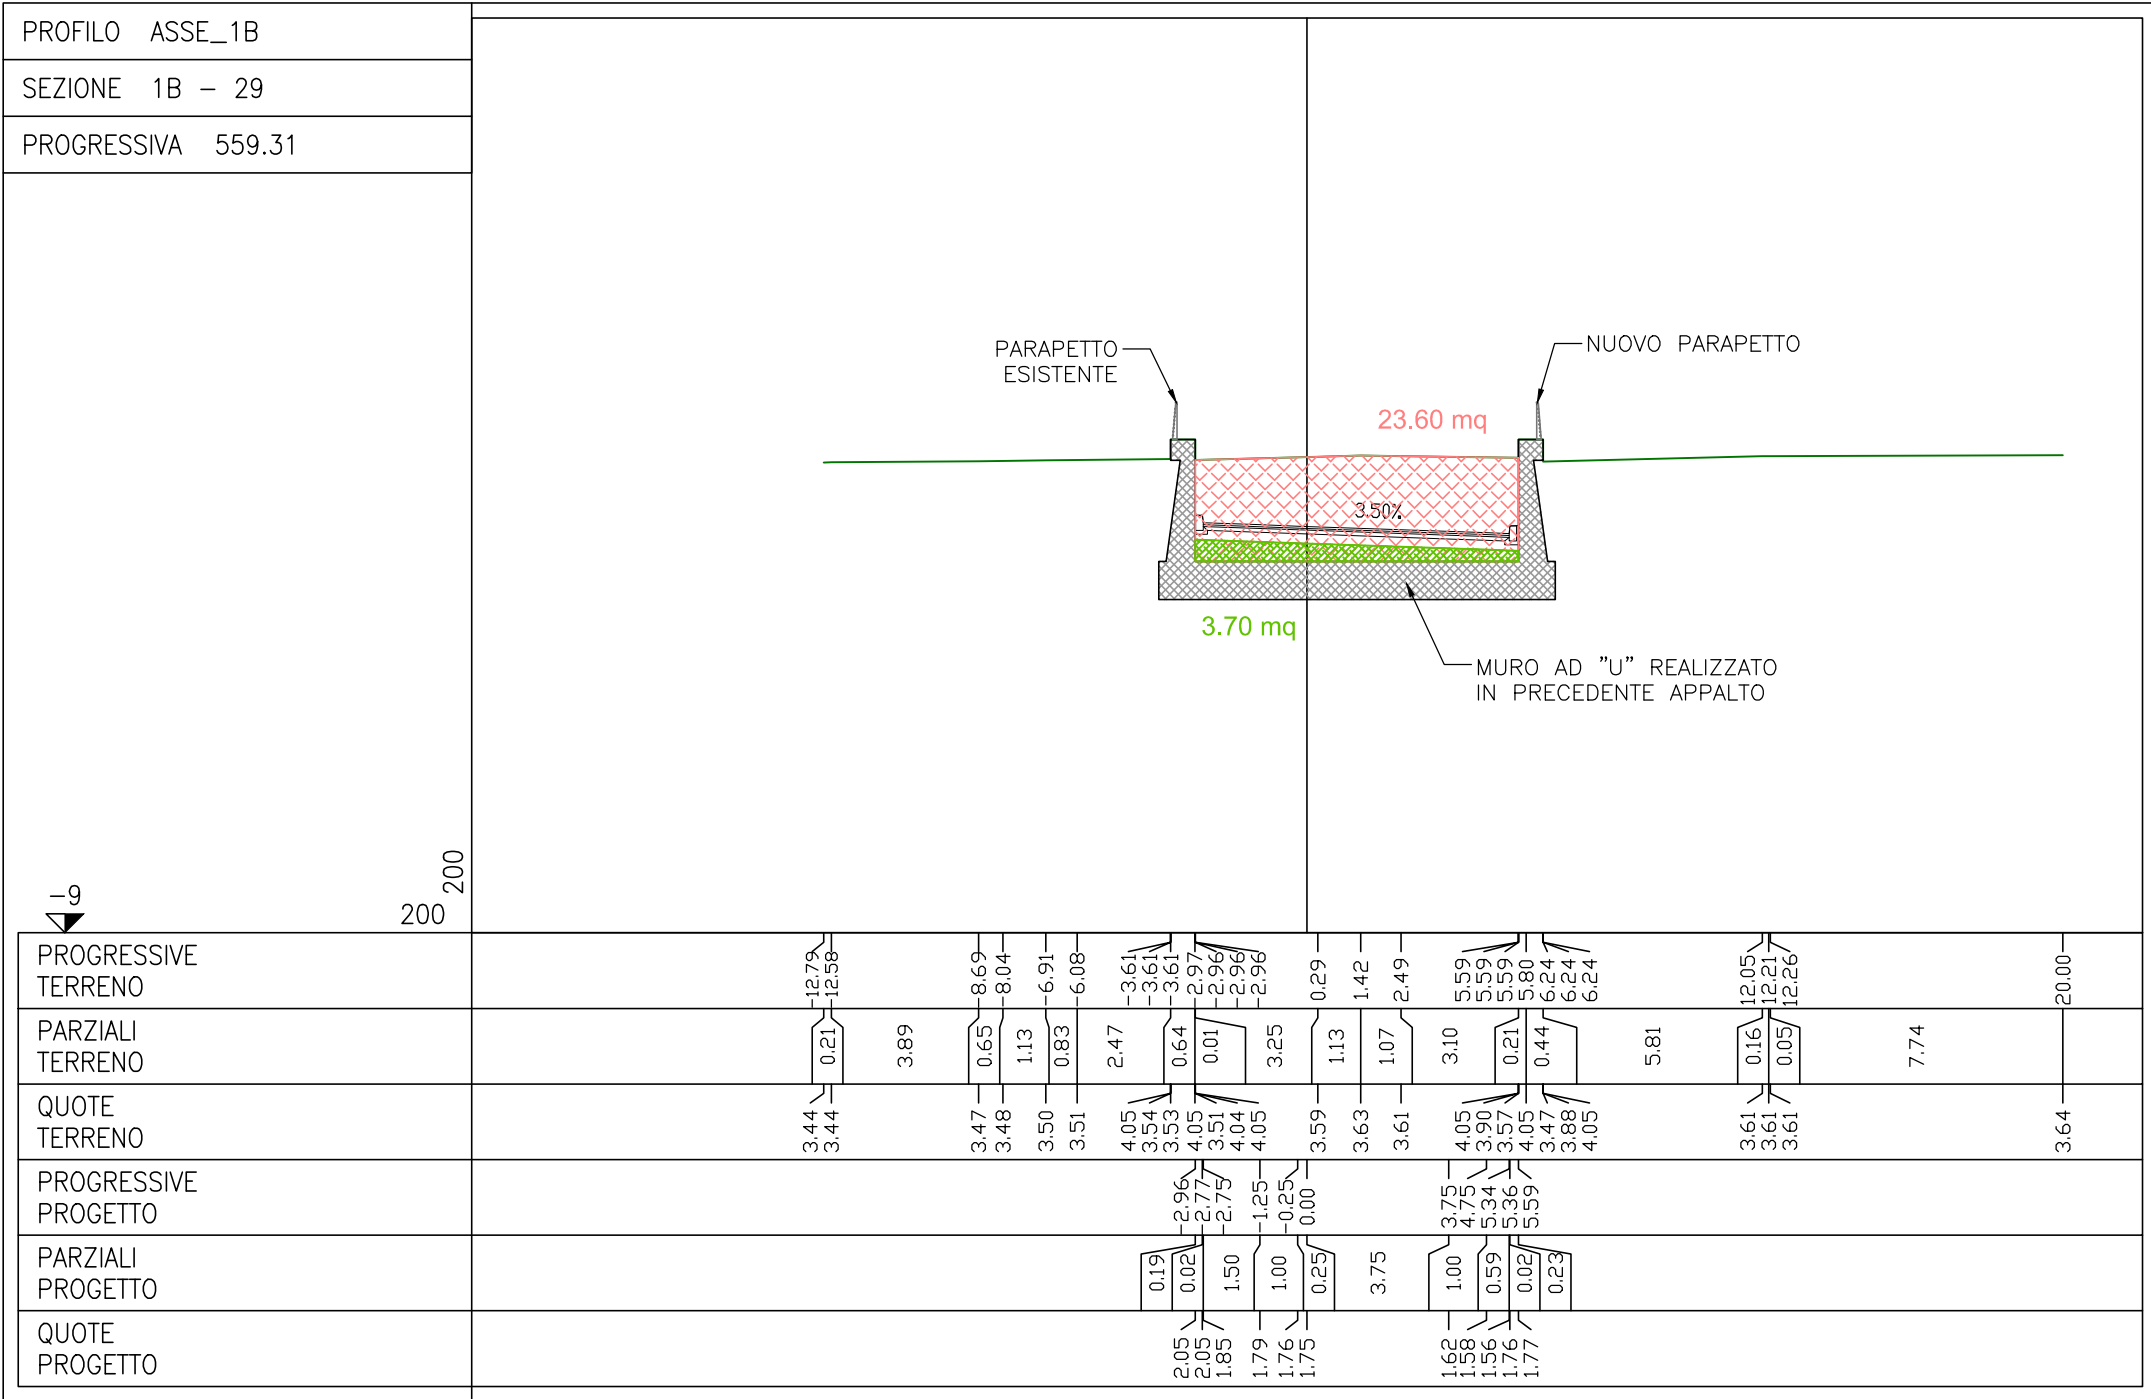 PROFILO ASSE_1B
SEZIONE 1B - 29
PROGRESSIVA 559.31
PARAPETTO
ESISTENTE
NUOVO PARAPETTO
23.60 mq
3.50%
3.70 mq
MURO AD "U" REALIZZATO
IN PRECEDENTE APPALTO
200
-9
200
PROGRESSIVE
TERRENO
-12.79 -12.58 -8.69 -8.04 -6.91 -6.08 -3.61 -3.61 -3.61 -2.97 -2.96 -2.96 -2.96 0.29 1.42 2.49 5.59 5.59 5.59 5.80 6.24 6.24 6.24 12.05 12.21 12.26 20.00
PARZIALI
TERRENO
0.21 3.89 0.65 1.13 0.83 2.47 0.64 0.01 3.25 1.13 1.07 3.10 0.21 0.44 5.81 0.16 0.05 7.74
QUOTE
TERRENO
3.44 3.44 3.47 3.48 3.50 3.51 4.05 3.54 3.53 4.05 3.51 4.04 4.05 3.59 3.63 3.61 4.05 3.90 3.57 4.05 3.47 3.88 4.05 3.61 3.61 3.61 3.64
PROGRESSIVE
PROGETTO
-2.96 -2.77 -2.75 -1.25 -0.25 0.00 3.75 4.75 5.34 5.36 5.59
PARZIALI
PROGETTO
0.19 0.02 1.50 1.00 0.25 3.75 1.00 0.59 0.02 0.23
QUOTE
PROGETTO
2.05 2.05 1.85 1.79 1.76 1.75 1.62 1.58 1.56 1.76 1.77